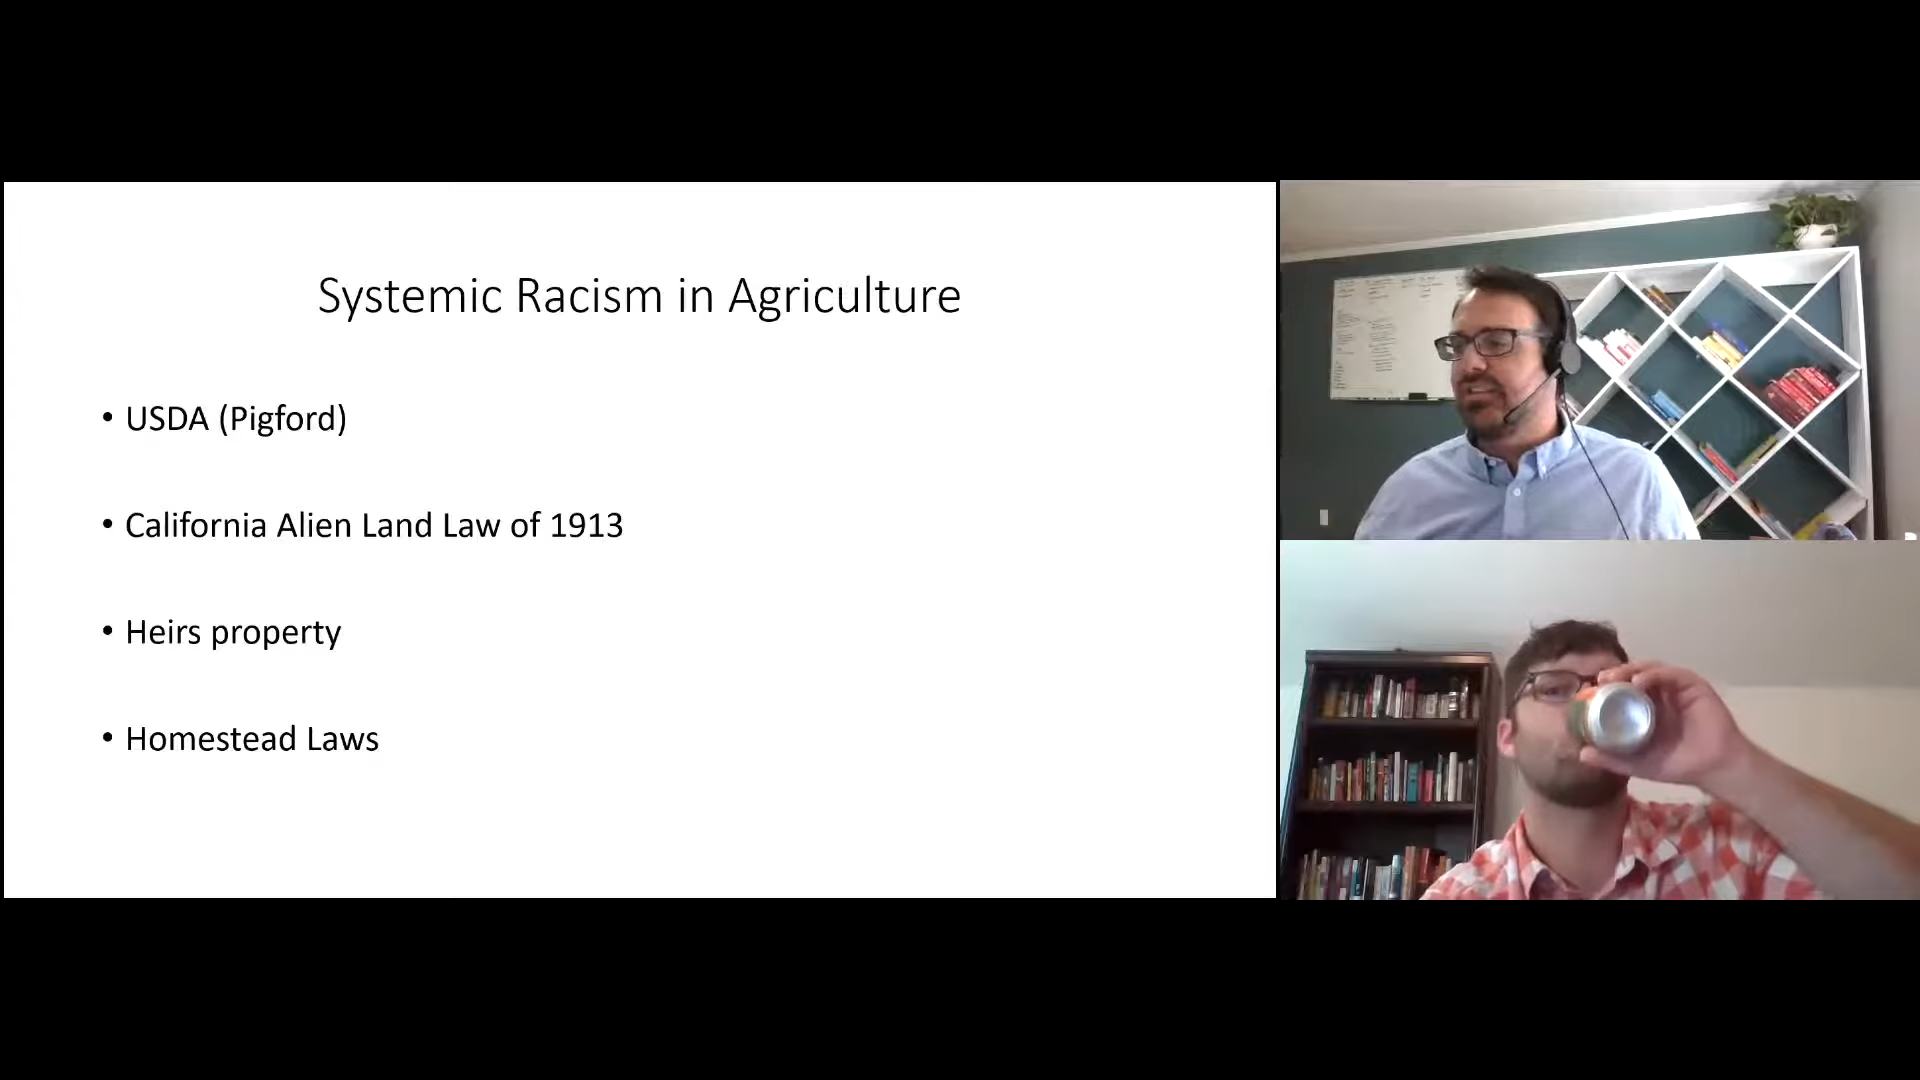 Systemic Racism in Agriculture
• USDA (Pigford)
• California Alien Land Law of 1913
• Heirs property
• Homestead Laws